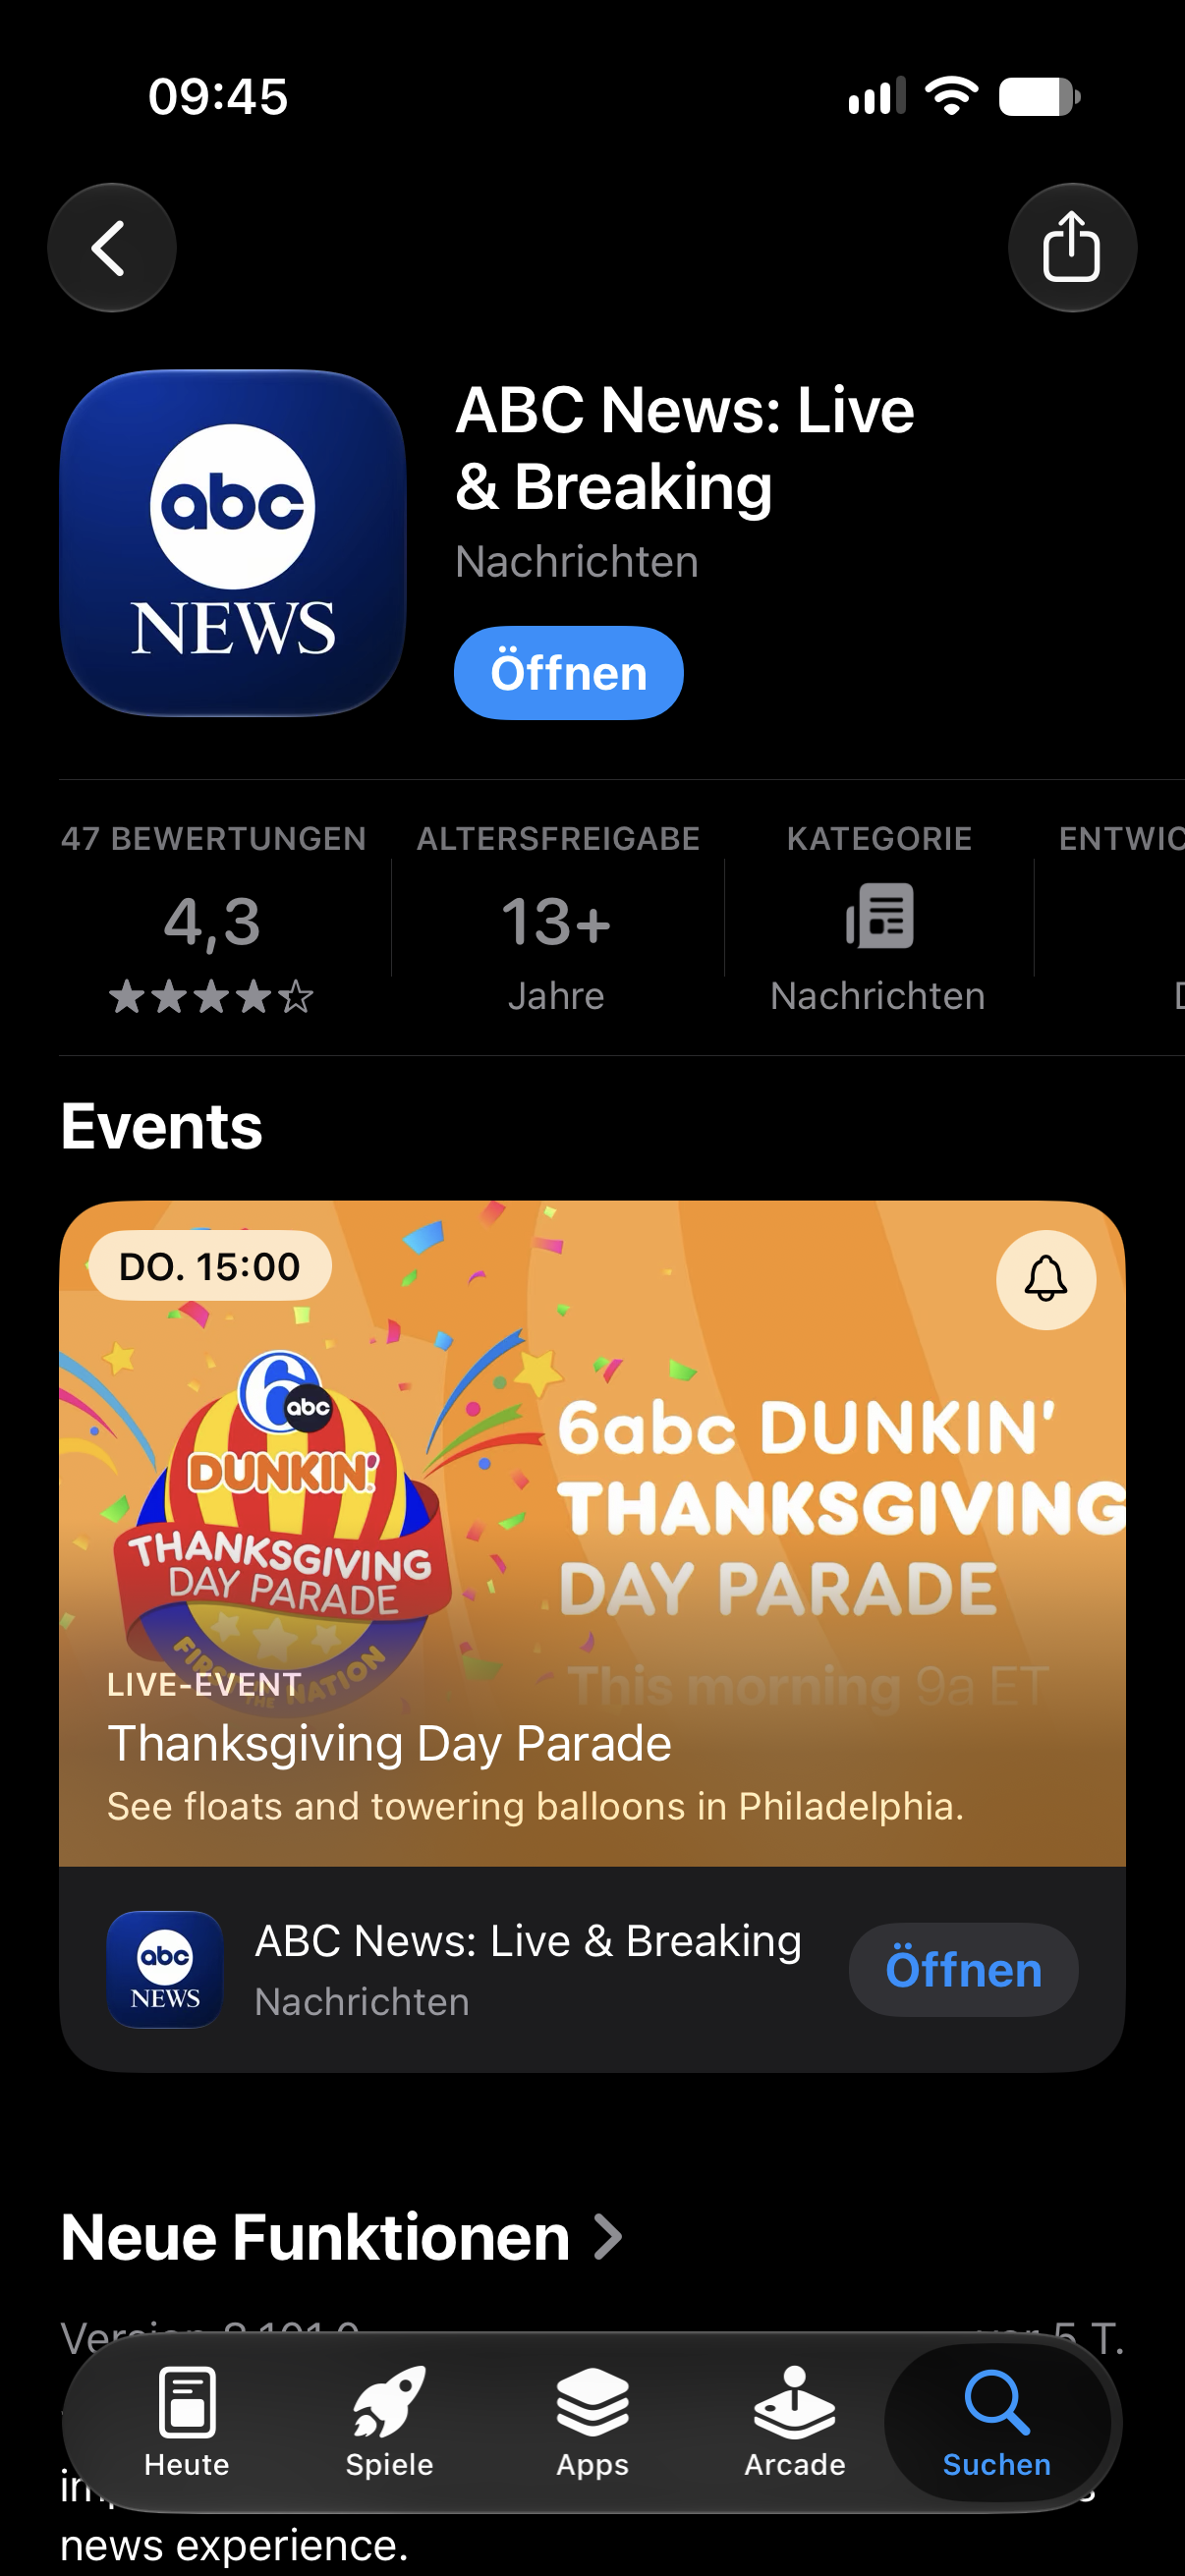 09:45
abc
NEWS
ABC News: Live
& Breaking
Nachrichten
Öffnen
47 BEWERTUNGEN
4,3
ALTERSFREIGABE
13+
Jahre
KATEGORIE
Nachrichten
Events
DO. 15:00
6
abc
DUNKIN'
THANKSGIVING
DAY PARADE
6abc DUNKIN'
THANKSGIVING
DAY PARADE
This morning 9a ET
LIVE-EVENT
Thanksgiving Day Parade
See floats and towering balloons in Philadelphia.
abc
NEWS
ABC News: Live & Breaking
Nachrichten
Öffnen
Neue Funktionen
Heute
Spiele
Apps
Arcade
Suchen
news experience.